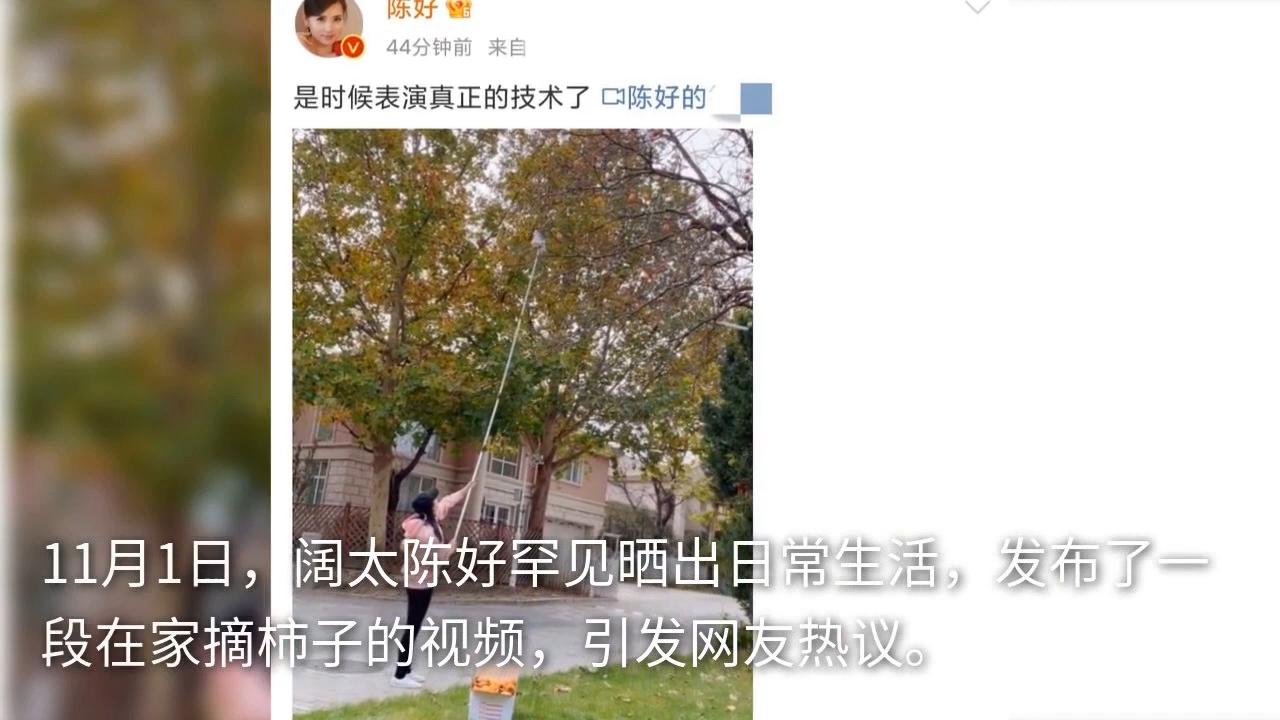 陈好
44分钟前 来自
是时候表演真正的技术了 陈好的
11月1日，阔太陈好罕见晒出日常生活，发布了一
段在家摘柿子的视频，引发网友热议。